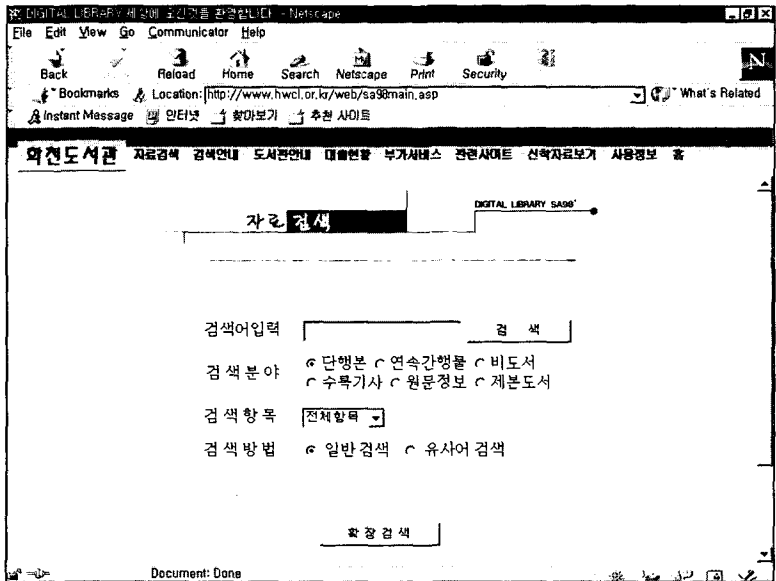 DIGITAL LIBRARY 세상에 오신것을 환영합니다 - Netscape
File Edit View Go Communicator Help
Back Reload Home Search Netscape Print Security
Bookmarks Location: http://www.hwcl.or.kr/web/sa98main.asp What's Related
Instant Message 인터넷 찾아보기 추천 사이트
화천도서관 자료검색 검색안내 도서관안내 대출현황 부가서비스 관련사이트 신착자료보기 사용정보 홈
DIGITAL LIBRARY SA98'
자료검색
검색어입력 검 색
검색분야 단행본 연속간행물 비도서
수록기사 원문정보 제본도서
검색항목 전체항목
검색방법 일반검색 유사어 검색
확장검색
Document: Done